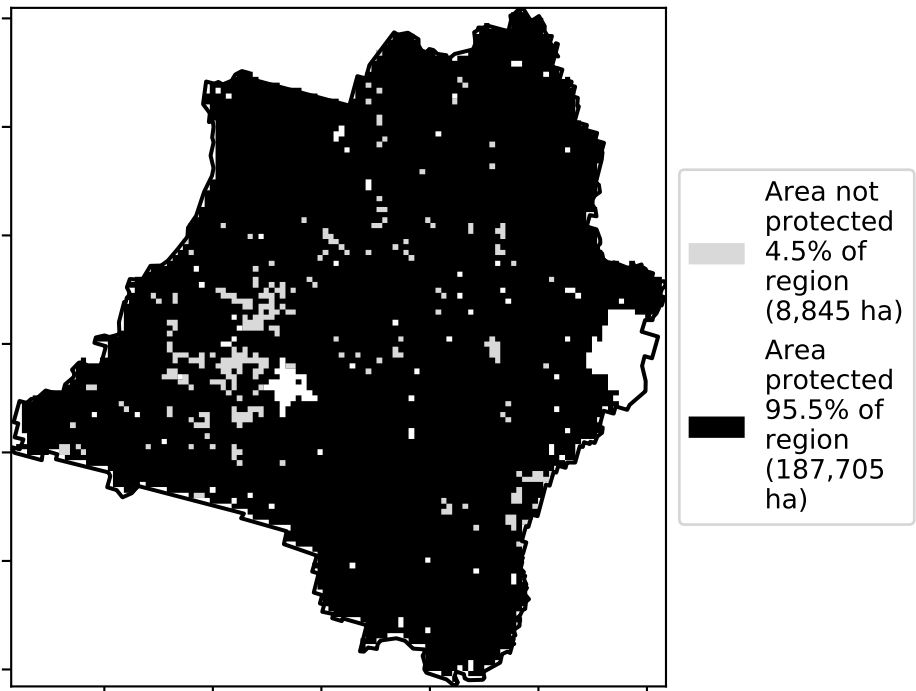 Area not
protected
4.5% of
region
(8,845 ha)
Area
protected
95.5% of
region
(187,705
ha)